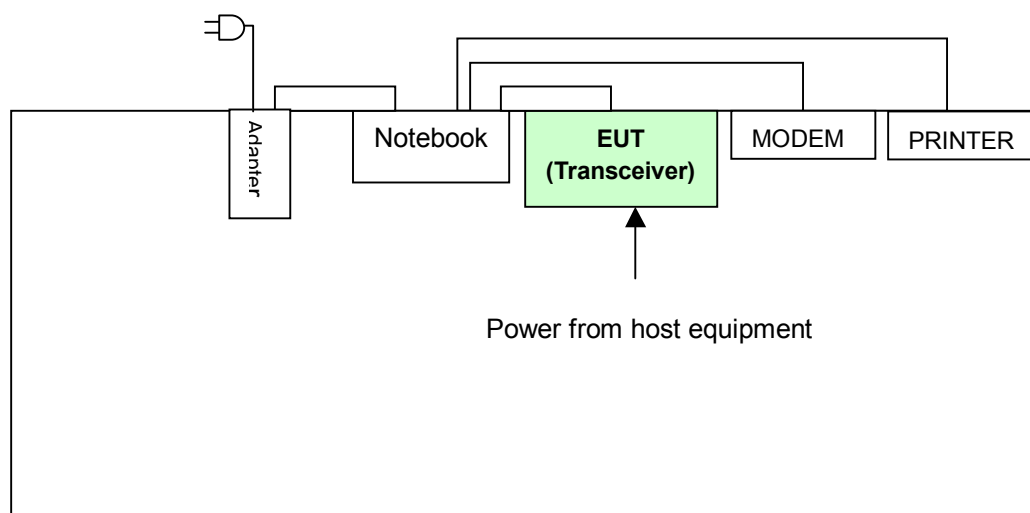 Adapter
Notebook
EUT
(Transceiver)
MODEM
PRINTER
Power from host equipment